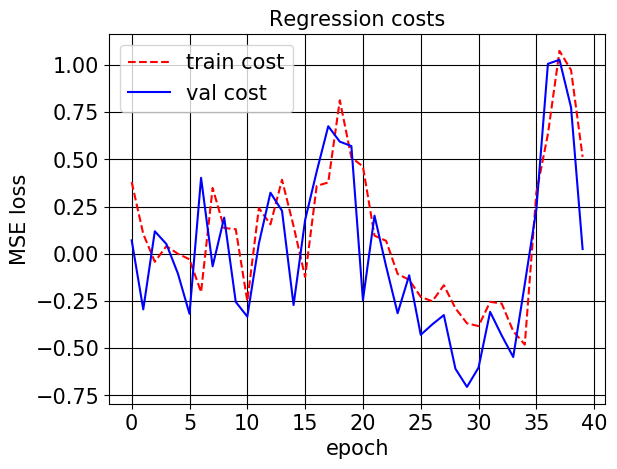 Regression costs
train cost
val cost
MSE loss
1.00
0.75
0.50
0.25
0.00
−0.25
−0.50
−0.75
0 5 10 15 20 25 30 35 40
epoch